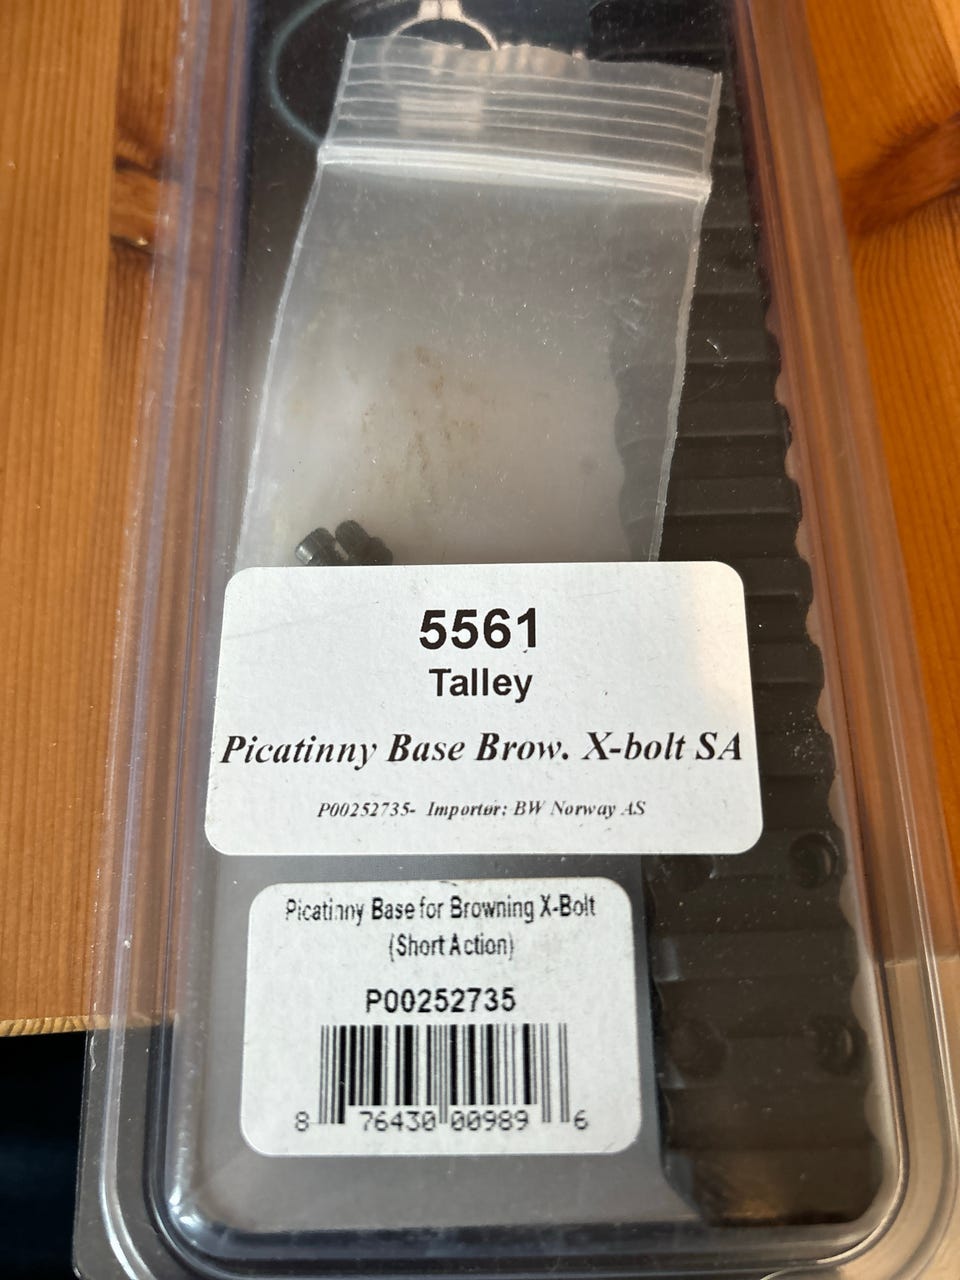 5561
Talley
Picatinny Base Brow. X-bolt SA
P00252735- Importør: BW Norway AS
Picatinny Base for Browning X-Bolt
(Short Action)
P00252735
8 76430 00989 6